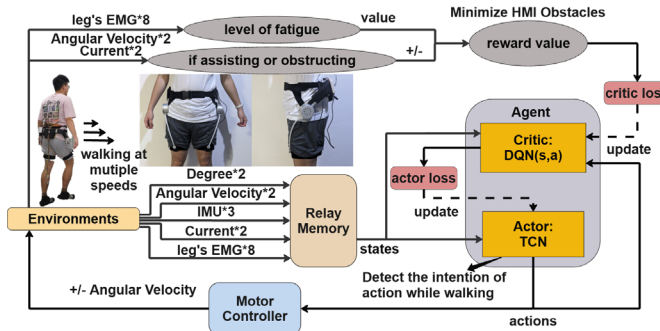 leg's EMG*8
level of fatigue
value
Minimize HMI Obstacles
Angular Velocity*2
Current*2
if assisting or obstructing
+/-
reward value
critic loss
walking at
mutiple
speeds
Agent
Critic:
DQN(s,a)
update
actor loss
update
Actor:
TCN
Environments
Degree*2
Angular Velocity*2
IMU*3
Current*2
leg's EMG*8
Relay
Memory
states
Detect the intention of
action while walking
+/- Angular Velocity
Motor
Controller
actions